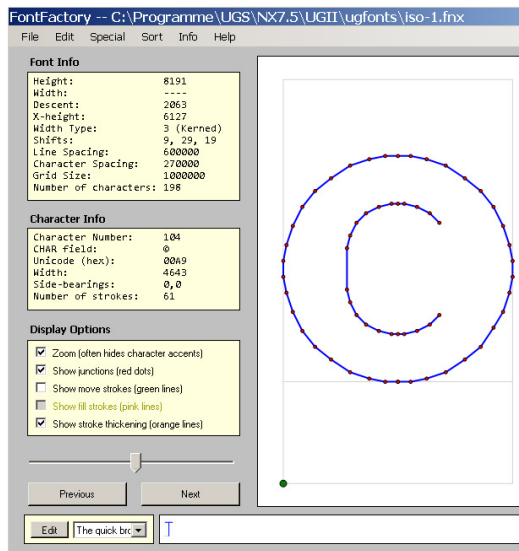 FontFactory -- C:\Programme\UGS\NX7.5\UGII\ugfonts\iso-1.fnx
File Edit Special Sort Info Help
Font Info
Height: 8191
Width: ----
Descent: 2063
X-height: 6127
Width Type: 3 (Kerned)
Shifts: 9, 29, 19
Line Spacing: 600000
Character Spacing: 270000
Grid Size: 1000000
Number of characters: 196
Character Info
Character Number: 104
CHAR field: ©
Unicode (hex): 00A9
Width: 4643
Side-bearings: 0,0
Number of strokes: 61
Display Options
Zoom (often hides character accents)
Show junctions (red dots)
Show move strokes (green lines)
Show fill strokes (pink lines)
Show stroke thickening (orange lines)
Previous Next
Edit The quick brc